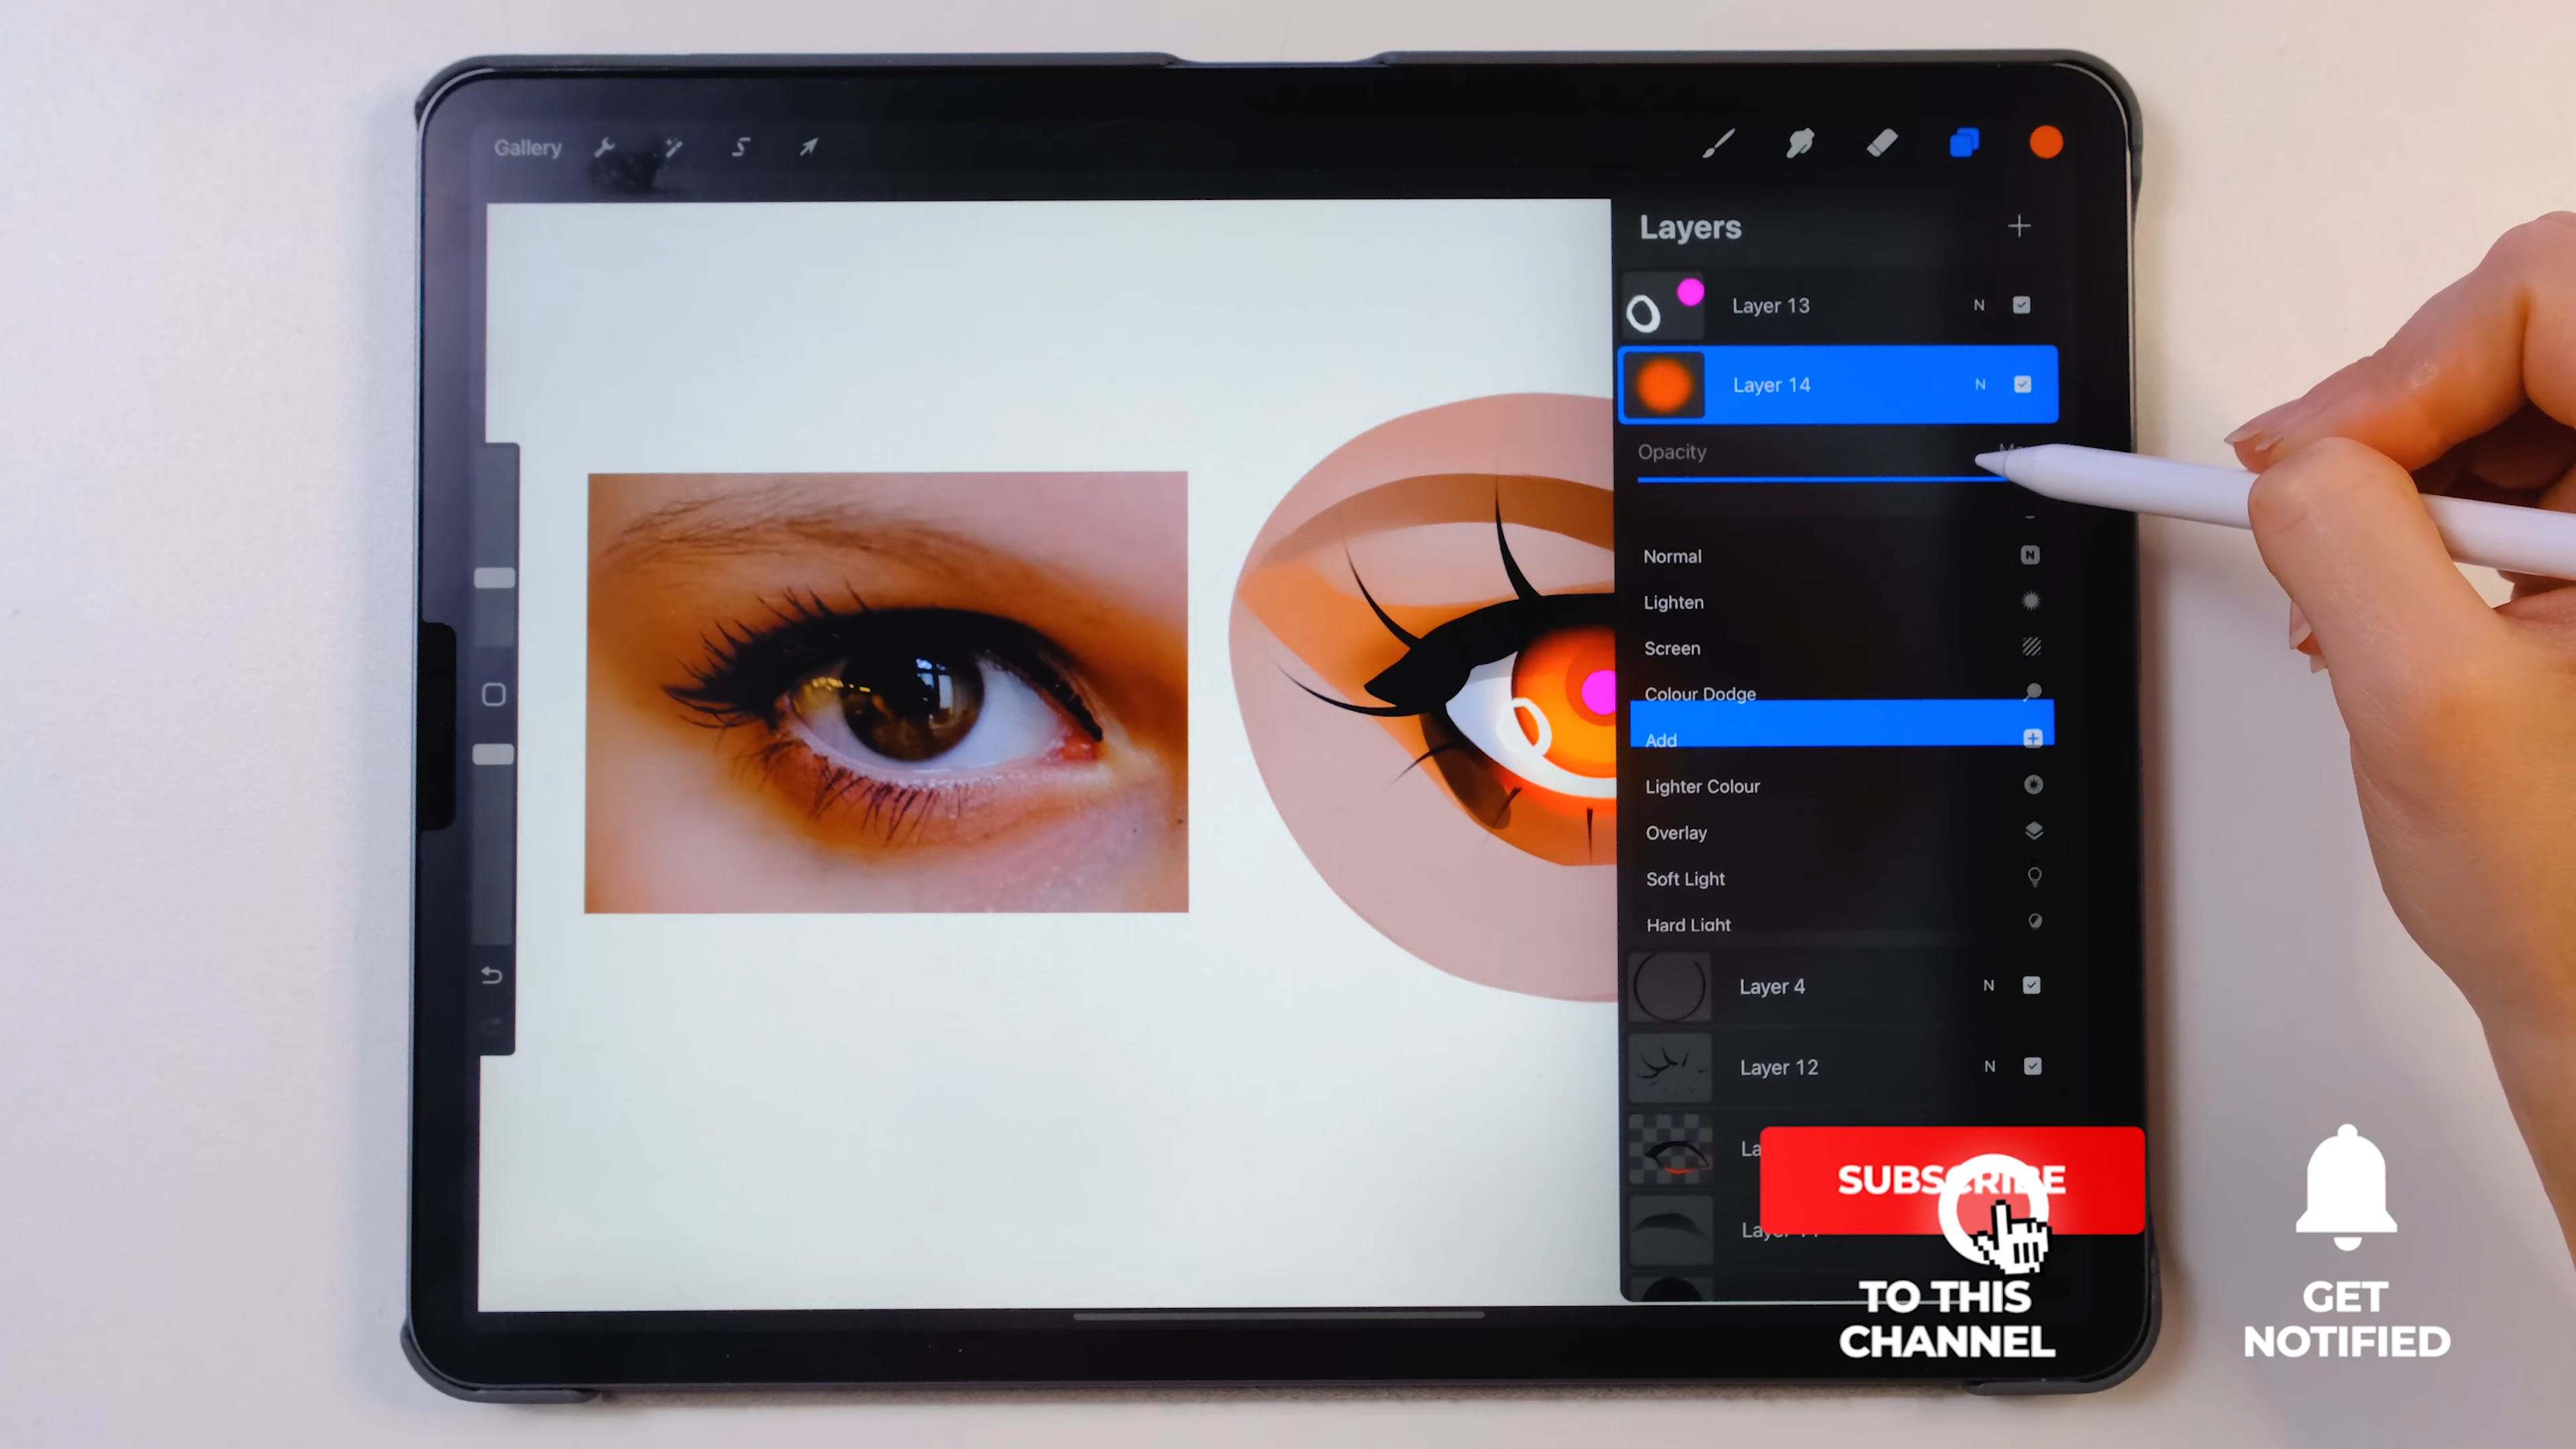 Gallery
Layers
Layer 13 N
Layer 14 N
Opacity
Normal N
Lighten
Screen
Colour Dodge
Add
Lighter Colour
Overlay
Soft Light
Hard Light
Layer 4 N
Layer 12 N
SUBSCRIBE
TO THIS
CHANNEL
GET
NOTIFIED